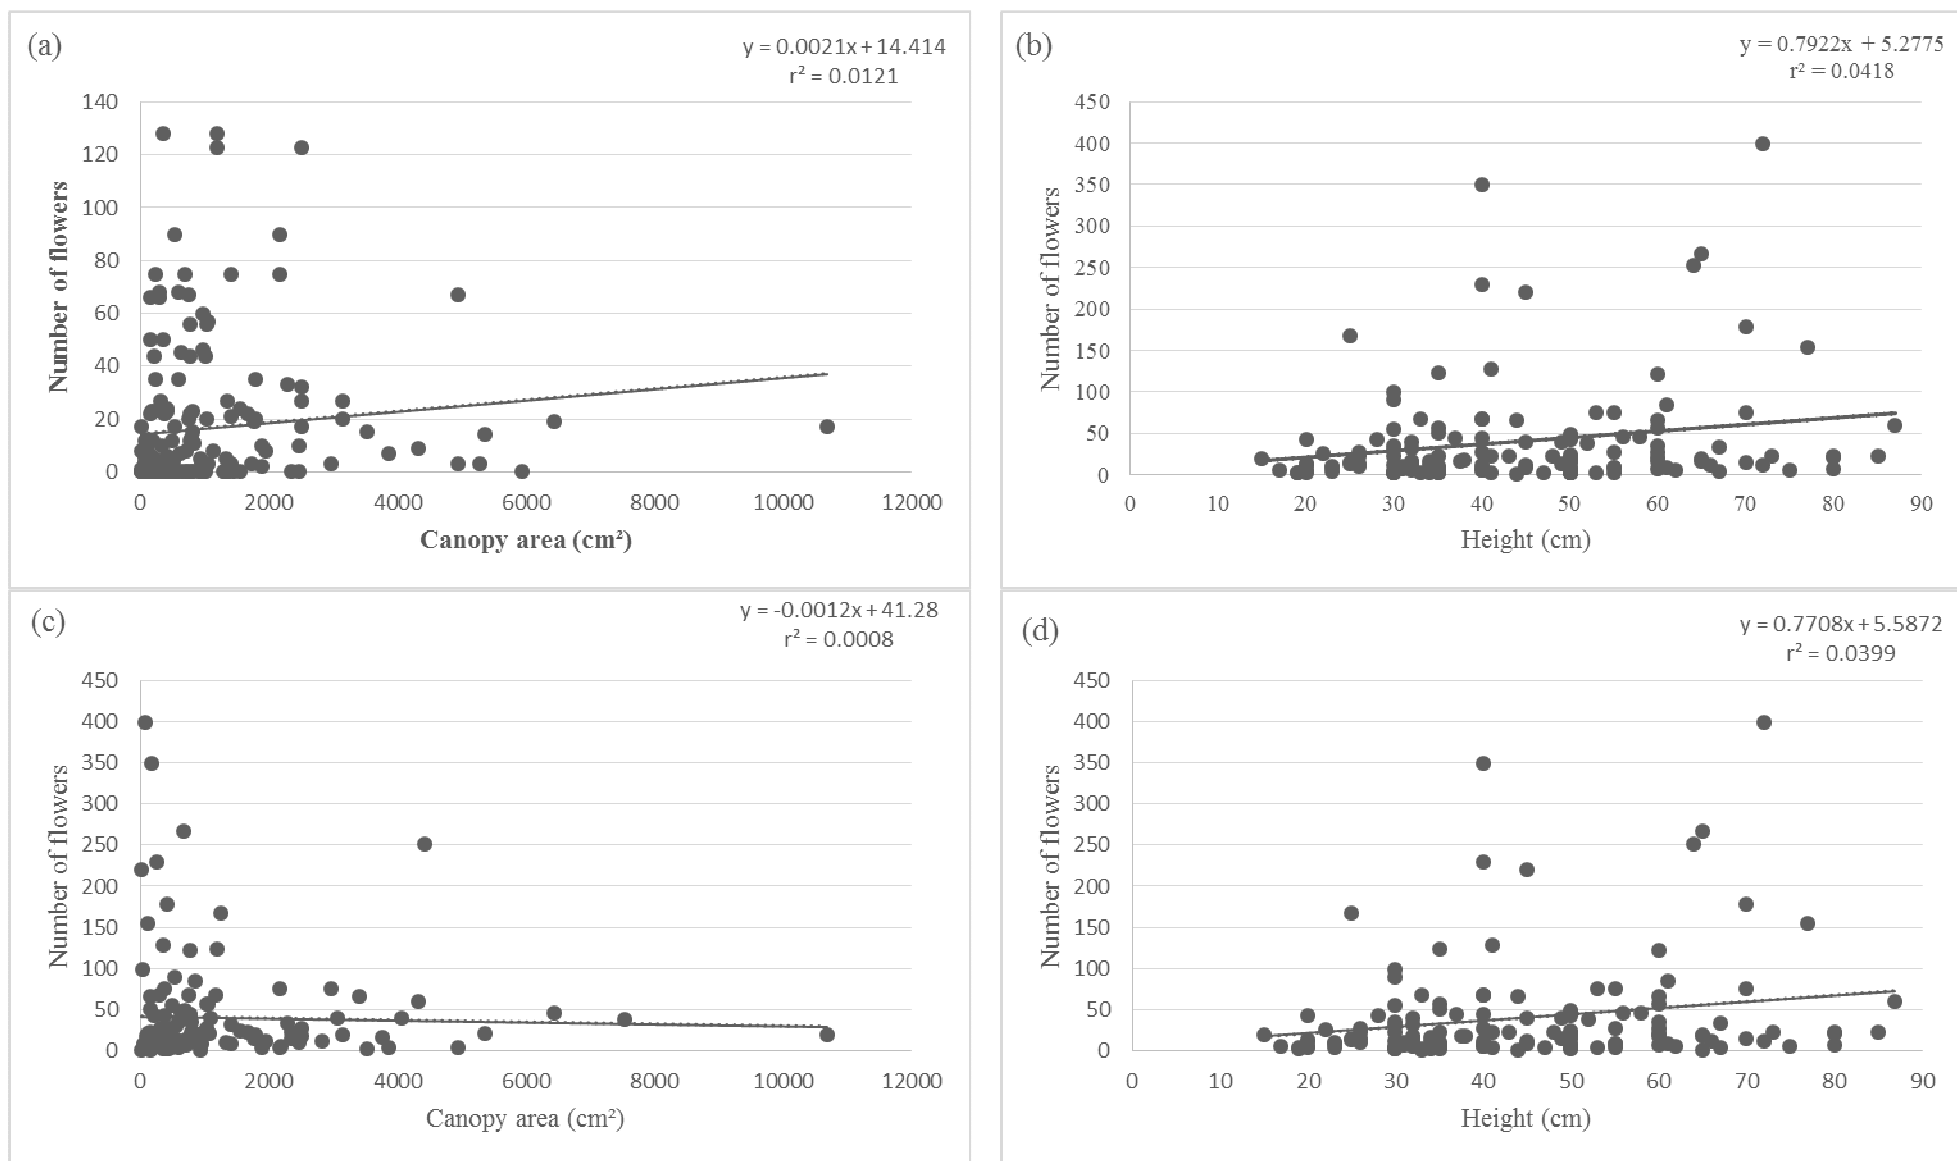 (a)
y = 0.0021x + 14.414
r² = 0.0121
140
120
100
80
60
40
20
0
Number of flowers
0 2000 4000 6000 8000 10000 12000
Canopy area (cm²)
(b)
y = 0.7922x + 5.2775
r² = 0.0418
450
400
350
300
250
200
150
100
50
0
Number of flowers
0 10 20 30 40 50 60 70 80 90
Height (cm)
(c)
y = -0.0012x + 41.28
r² = 0.0008
450
400
350
300
250
200
150
100
50
0
Number of flowers
0 2000 4000 6000 8000 10000 12000
Canopy area (cm²)
(d)
y = 0.7708x + 5.5872
r² = 0.0399
450
400
350
300
250
200
150
100
50
0
Number of flowers
0 10 20 30 40 50 60 70 80 90
Height (cm)